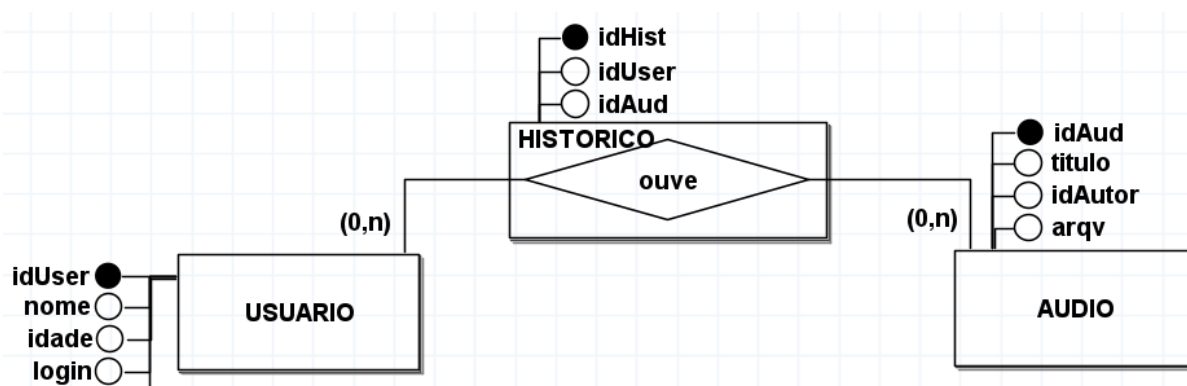 idHist
idUser
idAud
HISTORICO
ouve
(0,n)
(0,n)
idUser
nome
idade
login
USUARIO
idAud
titulo
idAutor
arqv
AUDIO